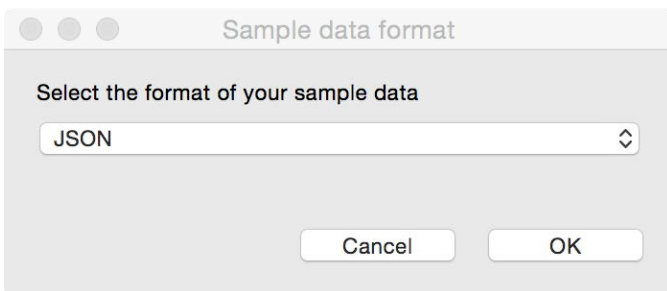 Sample data format
Select the format of your sample data
JSON
Cancel
OK